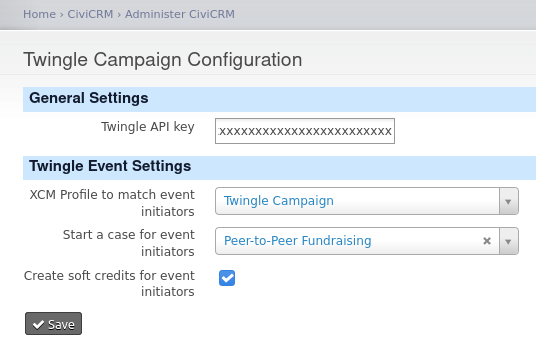 Home › CiviCRM › Administer CiviCRM
Twingle Campaign Configuration
General Settings
Twingle API key
xxxxxxxxxxxxxxxxxxxxxxxx
Twingle Event Settings
XCM Profile to match event
initiators
Twingle Campaign
Start a case for event
initiators
Peer-to-Peer Fundraising
Create soft credits for event
initiators
Save